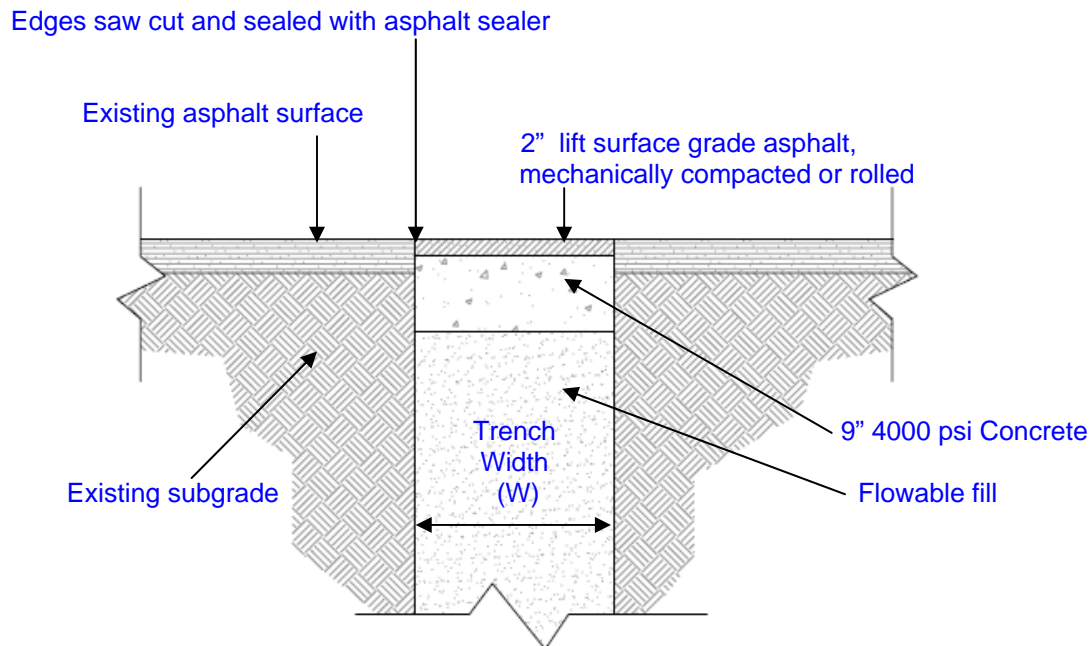 Edges saw cut and sealed with asphalt sealer
Existing asphalt surface
2” lift surface grade asphalt,
mechanically compacted or rolled
9” 4000 psi Concrete
Trench
Width
(W)
Existing subgrade
Flowable fill